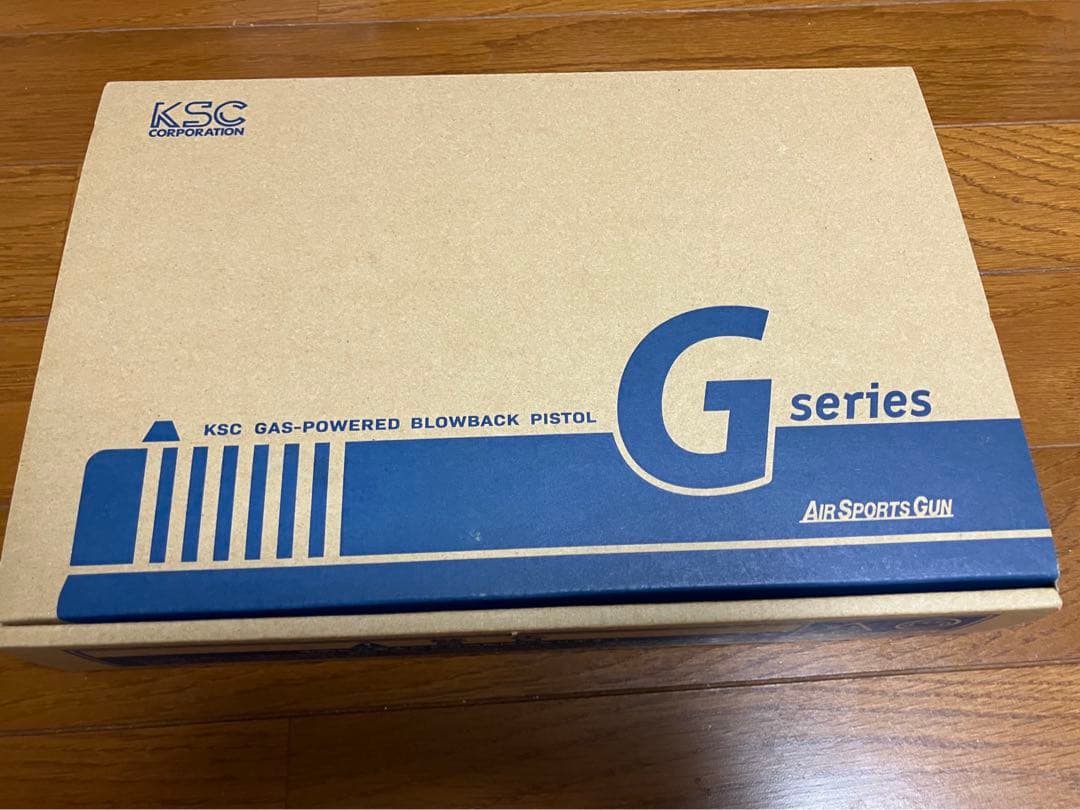 KSC
CORPORATION
KSC GAS-POWERED BLOWBACK PISTOL
G series
AIR SPORTS GUN